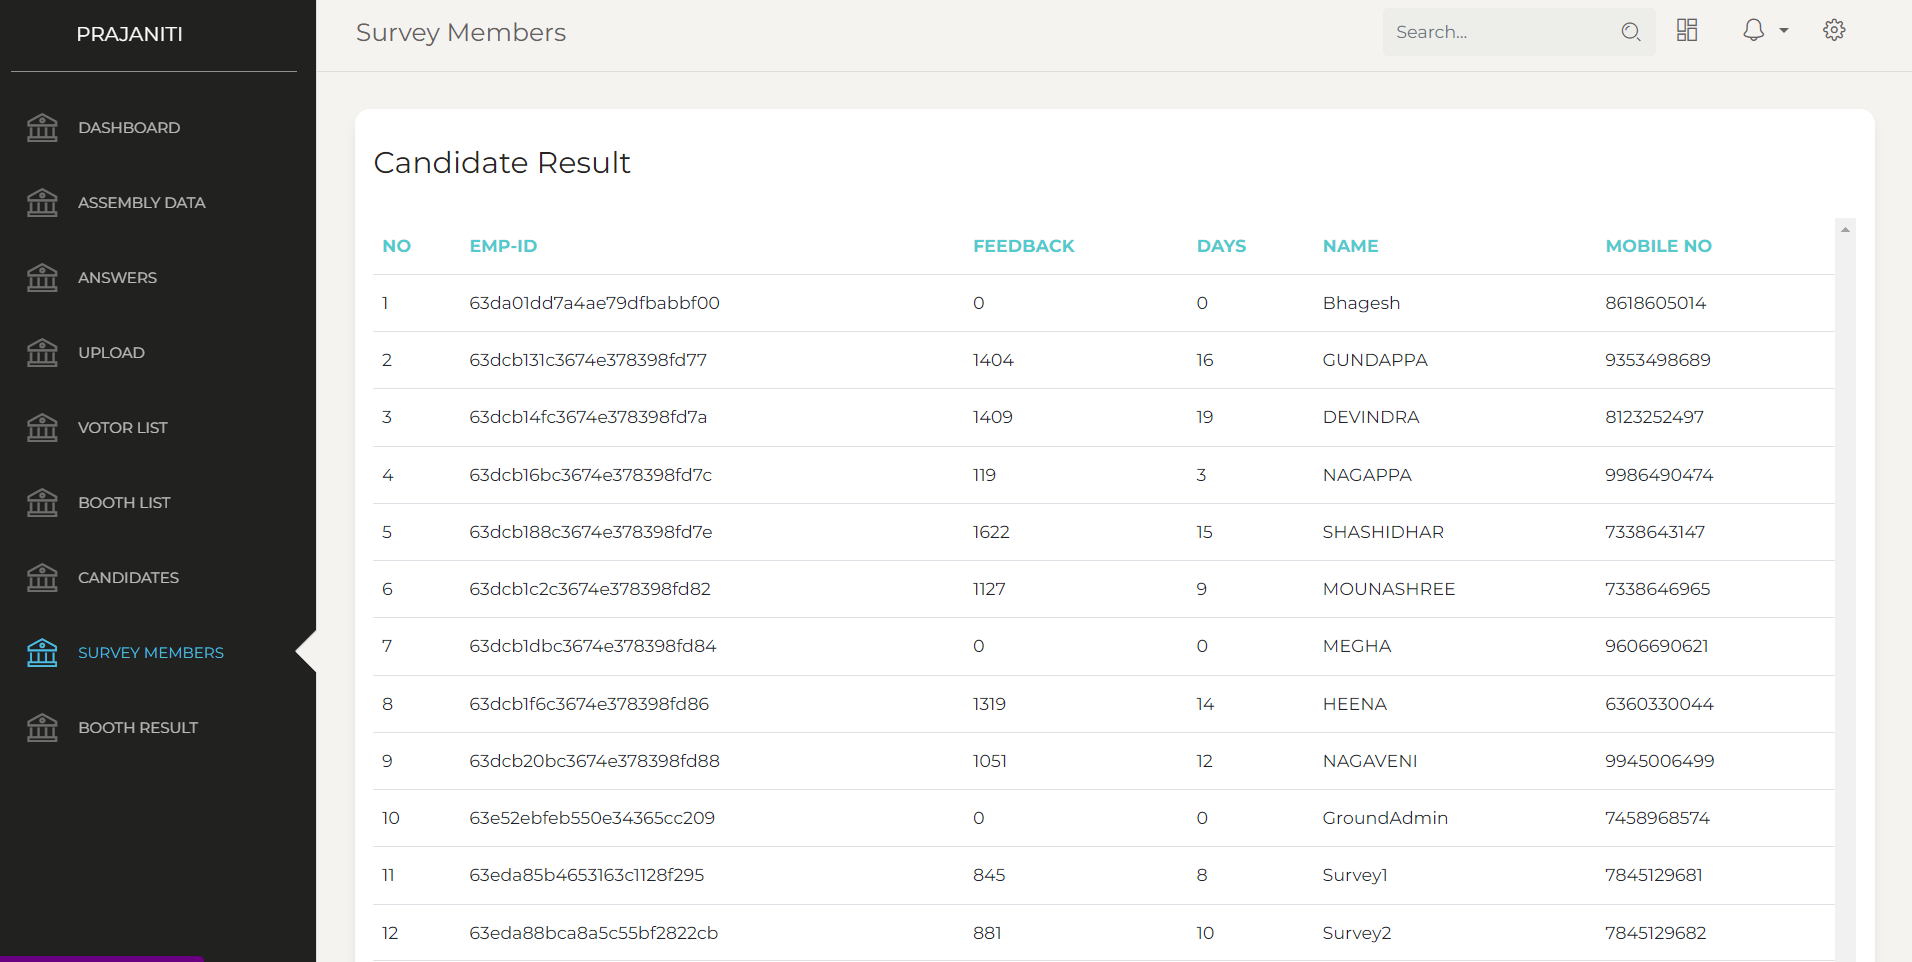 PRAJANITI
DASHBOARD
ASSEMBLY DATA
ANSWERS
UPLOAD
VOTOR LIST
BOOTH LIST
CANDIDATES
SURVEY MEMBERS
BOOTH RESULT
Survey Members
Search...
Candidate Result
NO EMP-ID FEEDBACK DAYS NAME MOBILE NO
1 63da01dd7a4ae79dfbabbf00 0 0 Bhagesh 8618605014
2 63dcb131c3674e378398fd77 1404 16 GUNDAPPA 9353498689
3 63dcb14fc3674e378398fd7a 1409 19 DEVINDRA 8123252497
4 63dcb16bc3674e378398fd7c 119 3 NAGAPPA 9986490474
5 63dcb188c3674e378398fd7e 1622 15 SHASHIDHAR 7338643147
6 63dcb1c2c3674e378398fd82 1127 9 MOUNASHREE 7338646965
7 63dcb1dbc3674e378398fd84 0 0 MEGHA 9606690621
8 63dcb1f6c3674e378398fd86 1319 14 HEENA 6360330044
9 63dcb20bc3674e378398fd88 1051 12 NAGAVENI 9945006499
10 63e52ebfeb550e34365cc209 0 0 GroundAdmin 7458968574
11 63eda85b4653163c1128f295 845 8 Survey1 7845129681
12 63eda88bca8a5c55bf2822cb 881 10 Survey2 7845129682